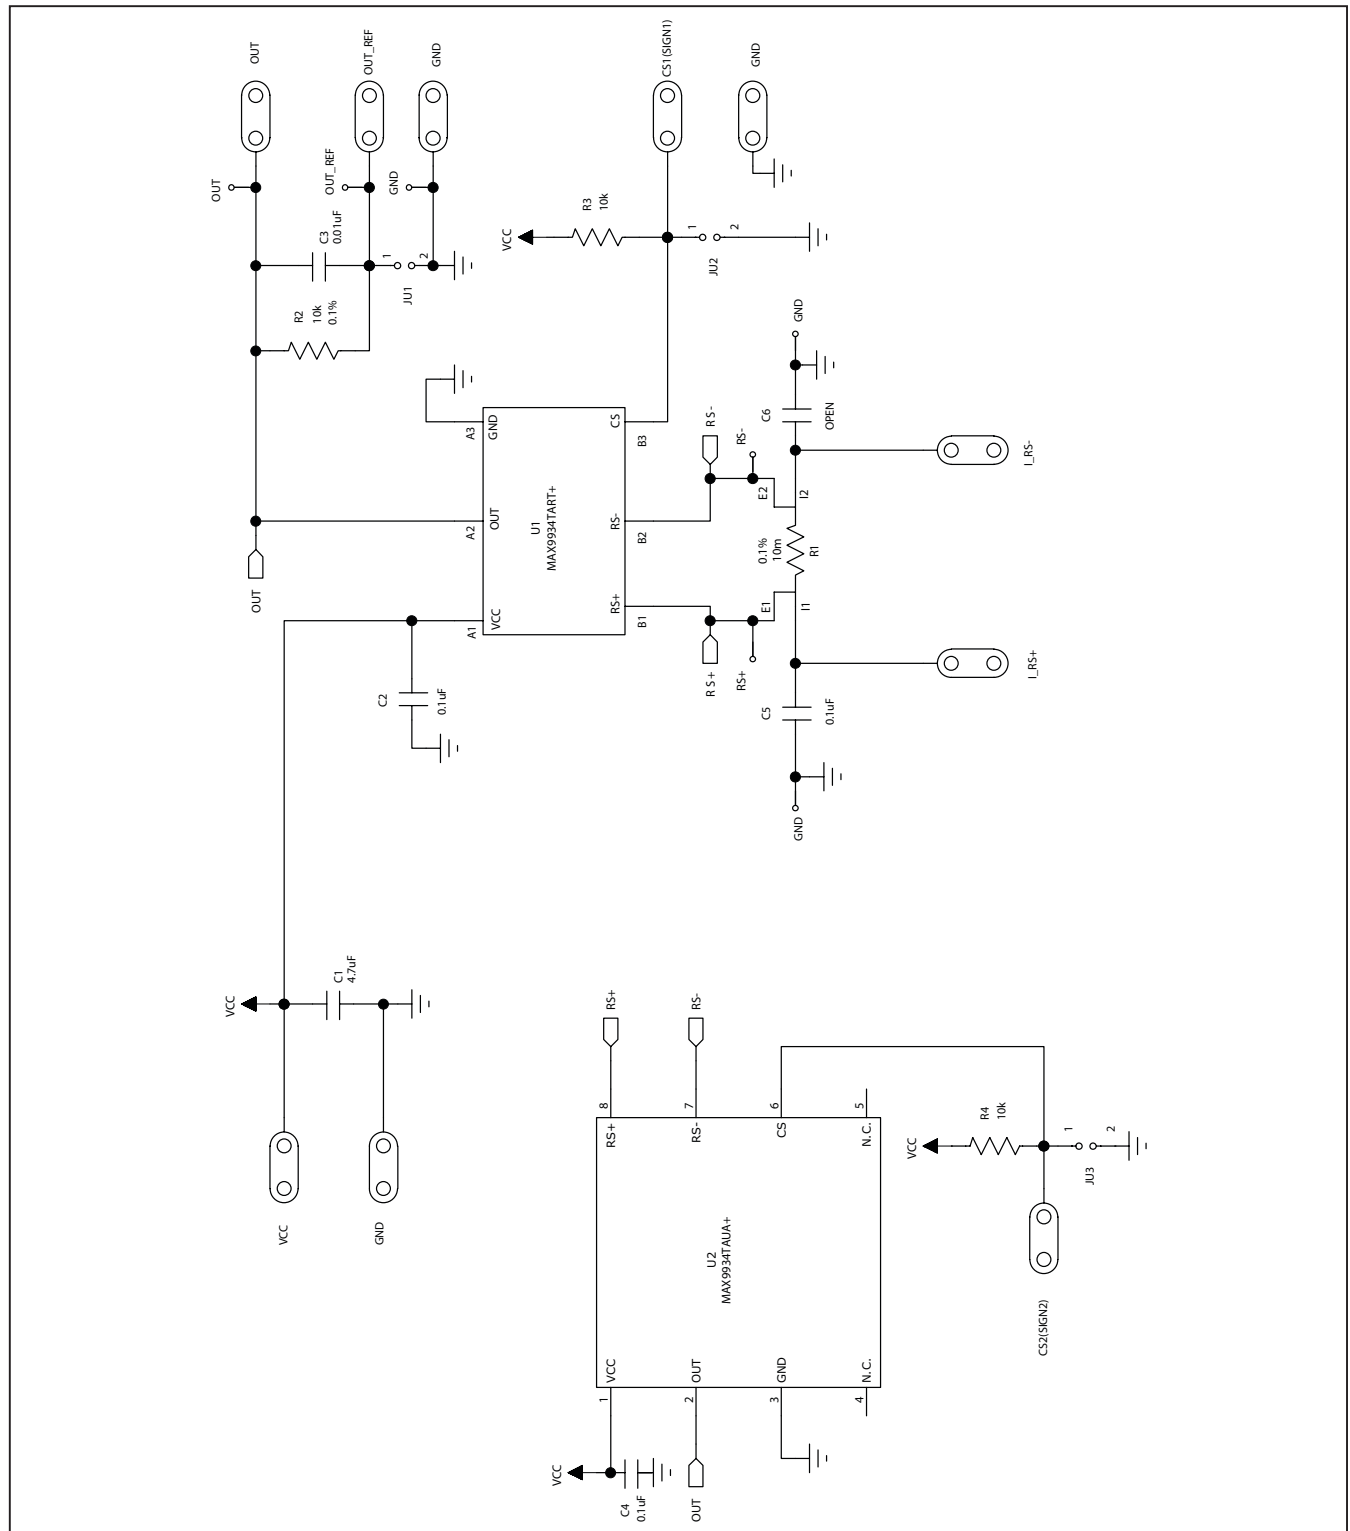 OUT
OUT_REF
GND
CS1(SIGN1)
GND
OUT
OUT_REF
GND
C3
0.01uF
R2
10k
0.1%
1
2
JU1
VCC
R3
10k
1
2
JU2
OUT
A3
GND
A2
OUT
A1
VCC
U1
MAX9934TART+
CS
B3
RS-
B2
RS+
B1
RS-
RS-
RS+
RS+
E2
I2
E1
I1
0.1%
10m
R1
GND
C6
OPEN
I_RS-
I_RS+
C5
0.1uF
GND
C2
0.1uF
VCC
C1
4.7uF
VCC
GND
RS+
RS-
8
RS+
7
RS-
6
CS
5
N.C.
U2
MAX9934TAUA+
VCC
1
OUT
2
GND
3
N.C.
4
VCC
C4
0.1uF
OUT
VCC
R4
10k
1
2
JU3
CS2(SIGN2)